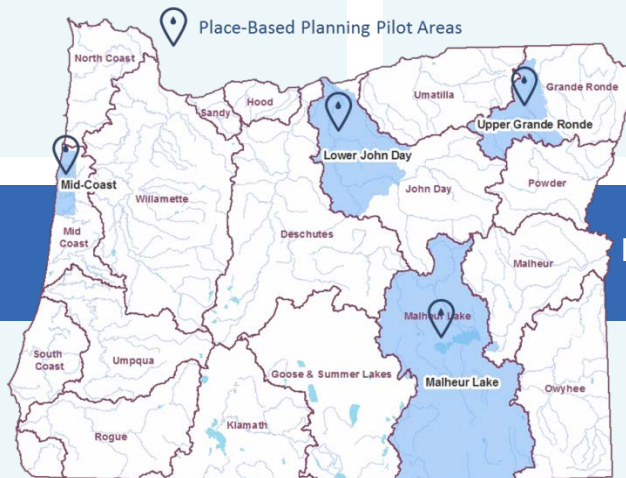 Place-Based Planning Pilot Areas
North Coast
Sandy
Hood
Umatilla
Grande Ronde
Upper Grande Ronde
Lower John Day
Mid-Coast
Willamette
John Day
Powder
Mid
Coast
Deschutes
Malheur
Malheur Lake
South
Coast
Umpqua
Goose & Summer Lakes
Malheur Lake
Owyhee
Rogue
Klamath